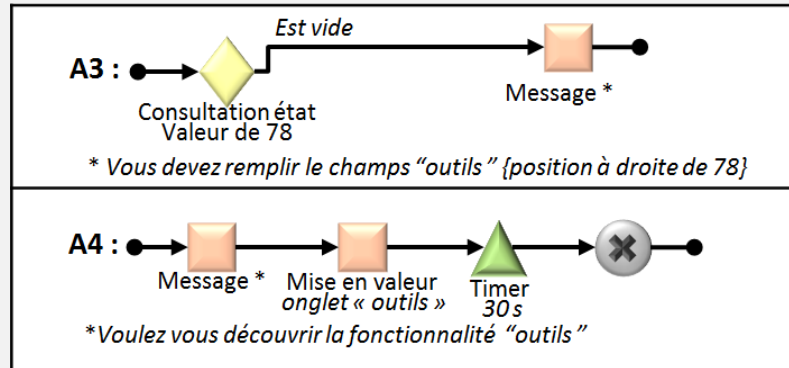 Est vide
A3 :
Message *
Consultation état
Valeur de 78
* Vous devez remplir le champs “outils” {position à droite de 78}
A4 :
Message *
Mise en valeur
onglet « outils »
Timer
30 s
*Voulez vous découvrir la fonctionnalité “outils”